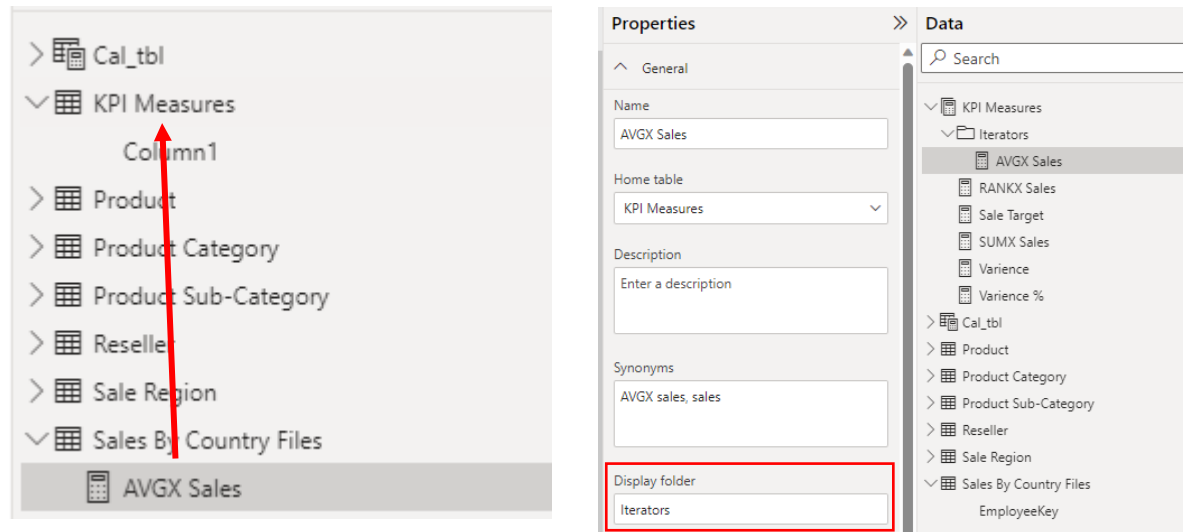 Cal_tbl
KPI Measures
Column1
Product
Product Category
Product Sub-Category
Reseller
Sale Region
Sales By Country Files
AVGX Sales
Properties
General
Name
AVGX Sales
Home table
KPI Measures
Description
Enter a description
Synonyms
AVGX sales, sales
Display folder
Iterators
Data
Search
KPI Measures
Iterators
AVGX Sales
RANKX Sales
Sale Target
SUMX Sales
Varience
Varience %
Cal_tbl
Product
Product Category
Product Sub-Category
Reseller
Sale Region
Sales By Country Files
EmployeeKey